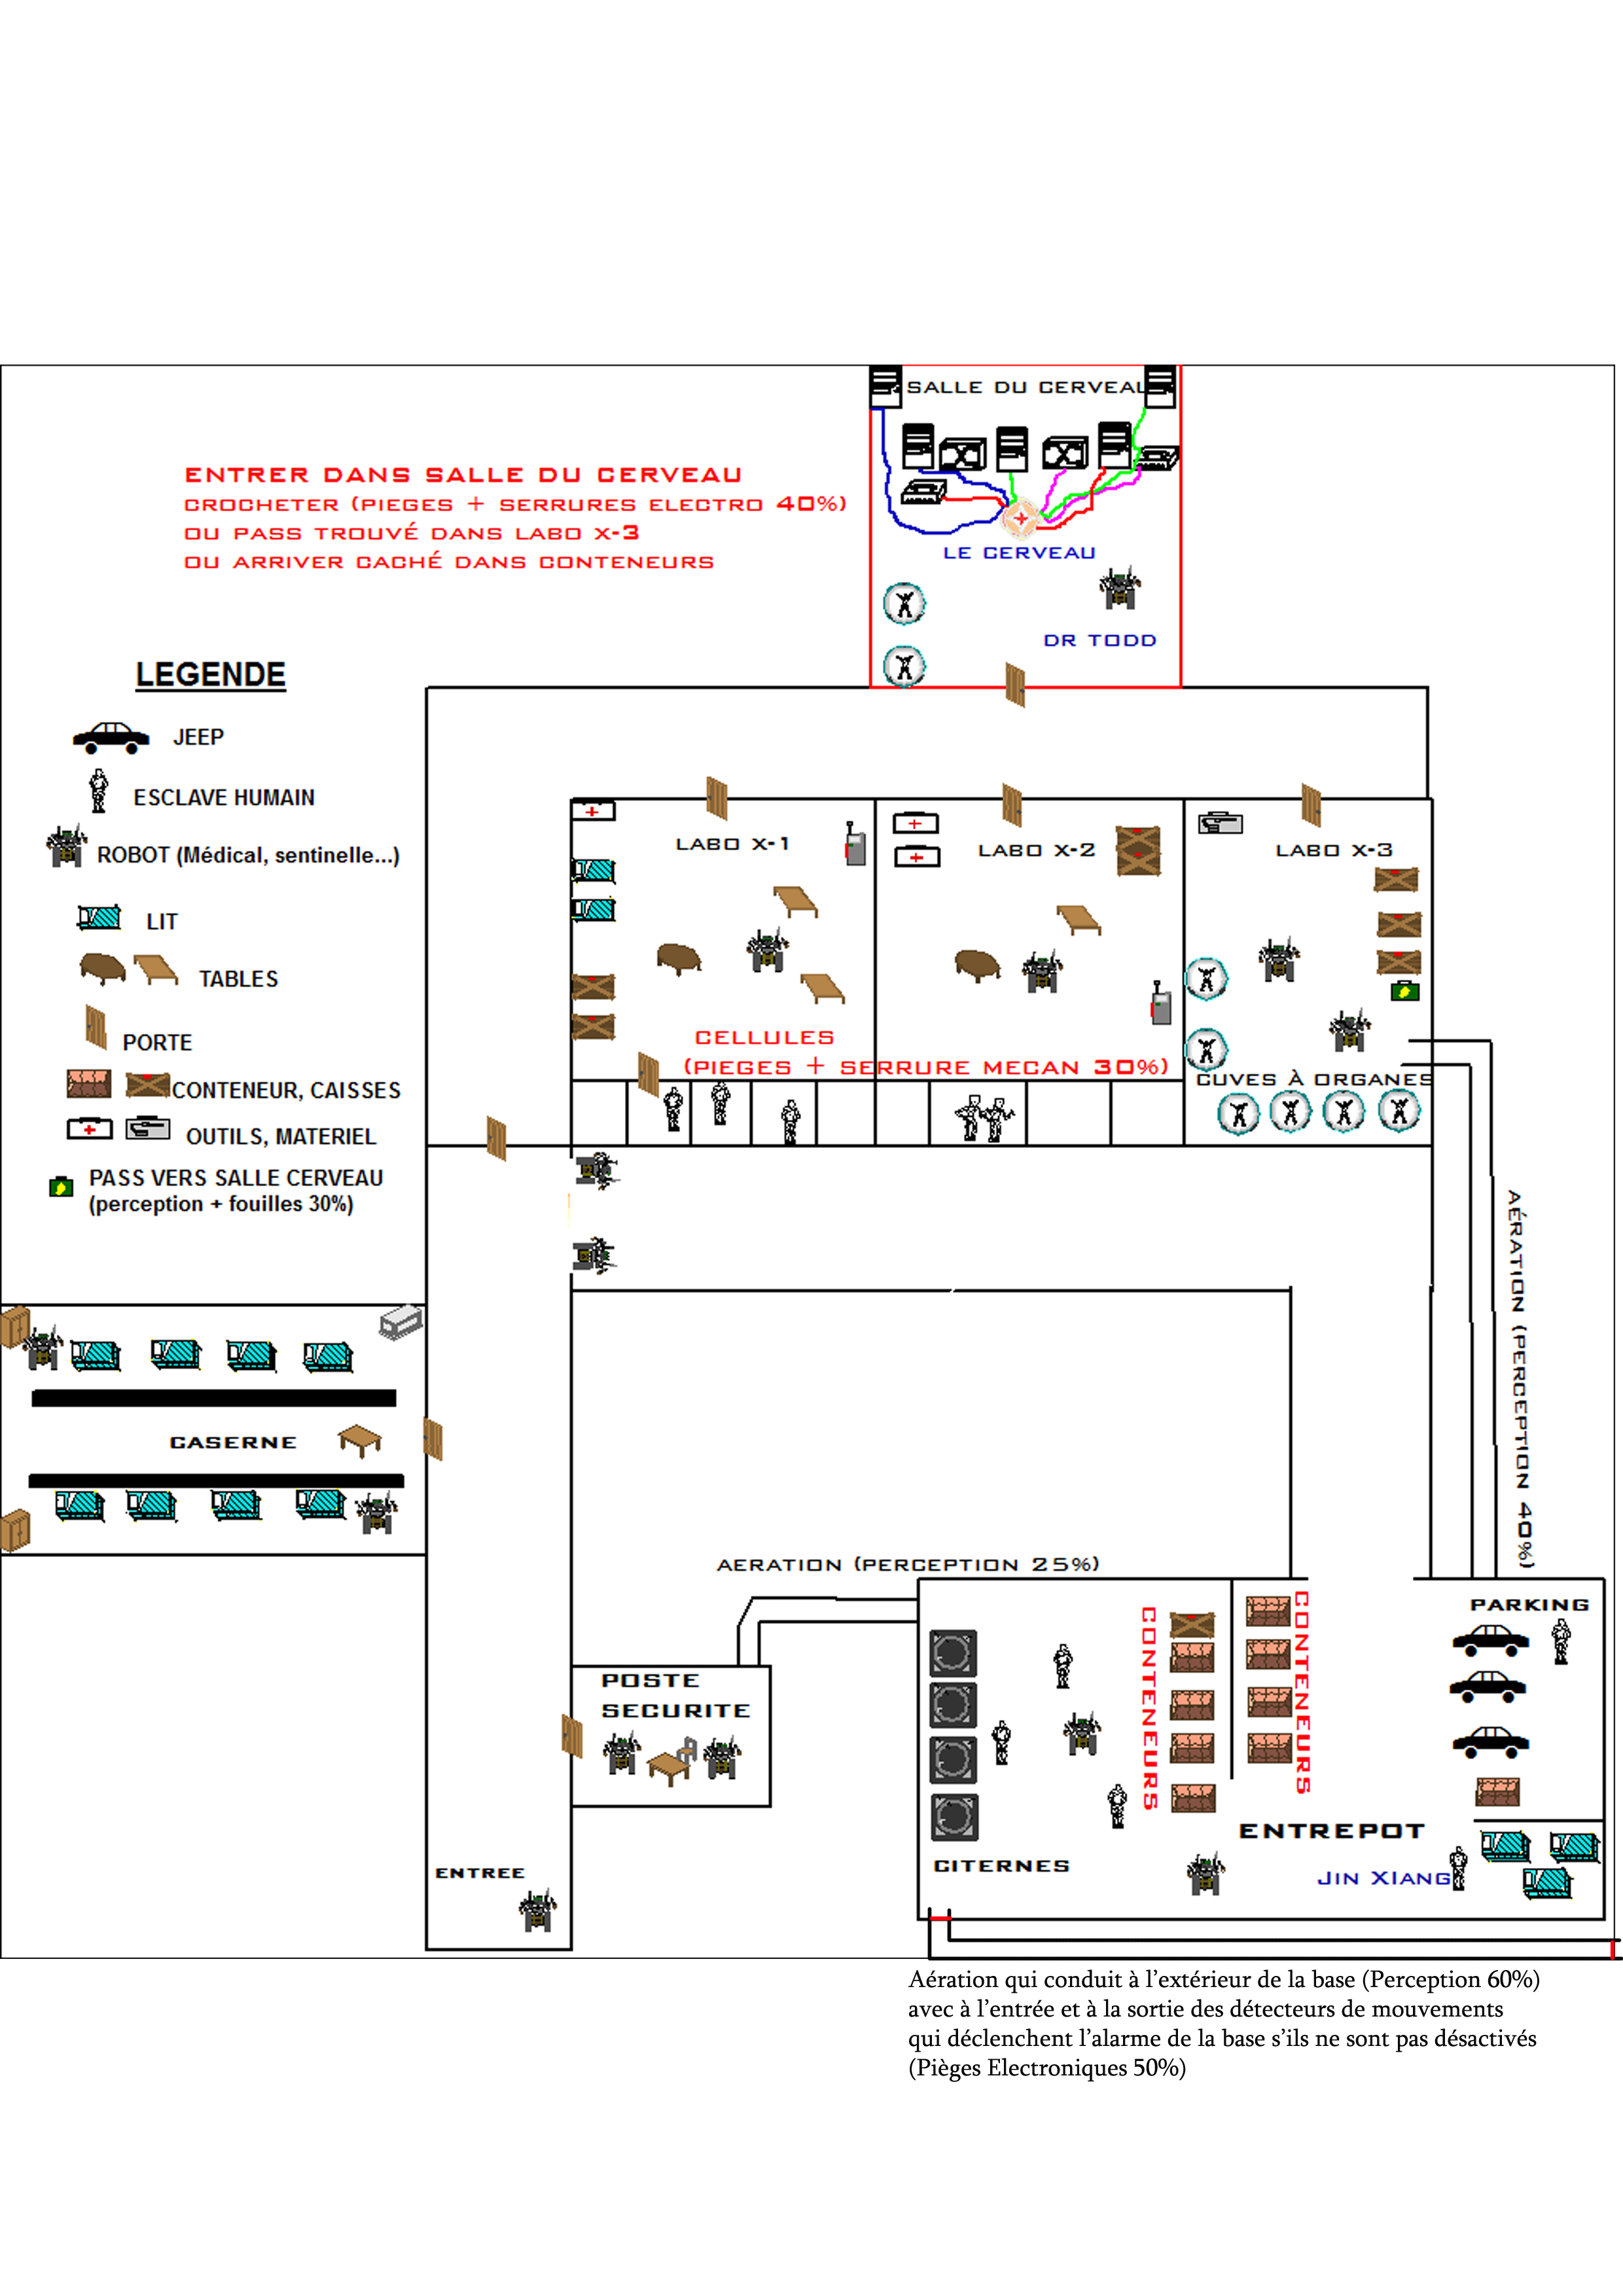 SALLE DU CERVEAU
ENTRER DANS SALLE DU CERVEAU
CROCHETER (PIEGES + SERRURES ELECTRO 40%)
OU PASS TROUVÉ DANS LABO X-3
OU ARRIVER CACHÉ DANS CONTENEURS
LE CERVEAU
DR TODD
LEGENDE
JEEP
ESCLAVE HUMAIN
ROBOT (Médical, sentinelle...)
LIT
TABLES
PORTE
CONTENEUR, CAISSES
OUTILS, MATERIEL
PASS VERS SALLE CERVEAU
(perception + fouilles 30%)
LABO X-1
LABO X-2
LABO X-3
CELLULES
(PIEGES + SERRURE MECAN 30%)
CUVES À ORGANES
AÉRATION (PERCEPTION 40%)
CASERNE
AERATION (PERCEPTION 25%)
POSTE
SECURITE
CONTENEURS
CONTENEURS
PARKING
ENTREPOT
CITERNES
JIN XIANG
ENTREE
Aération qui conduit à l'extérieur de la base (Perception 60%)
avec à l'entrée et à la sortie des détecteurs de mouvements
qui déclenchent l'alarme de la base s'ils ne sont pas désactivés
(Pièges Electroniques 50%)